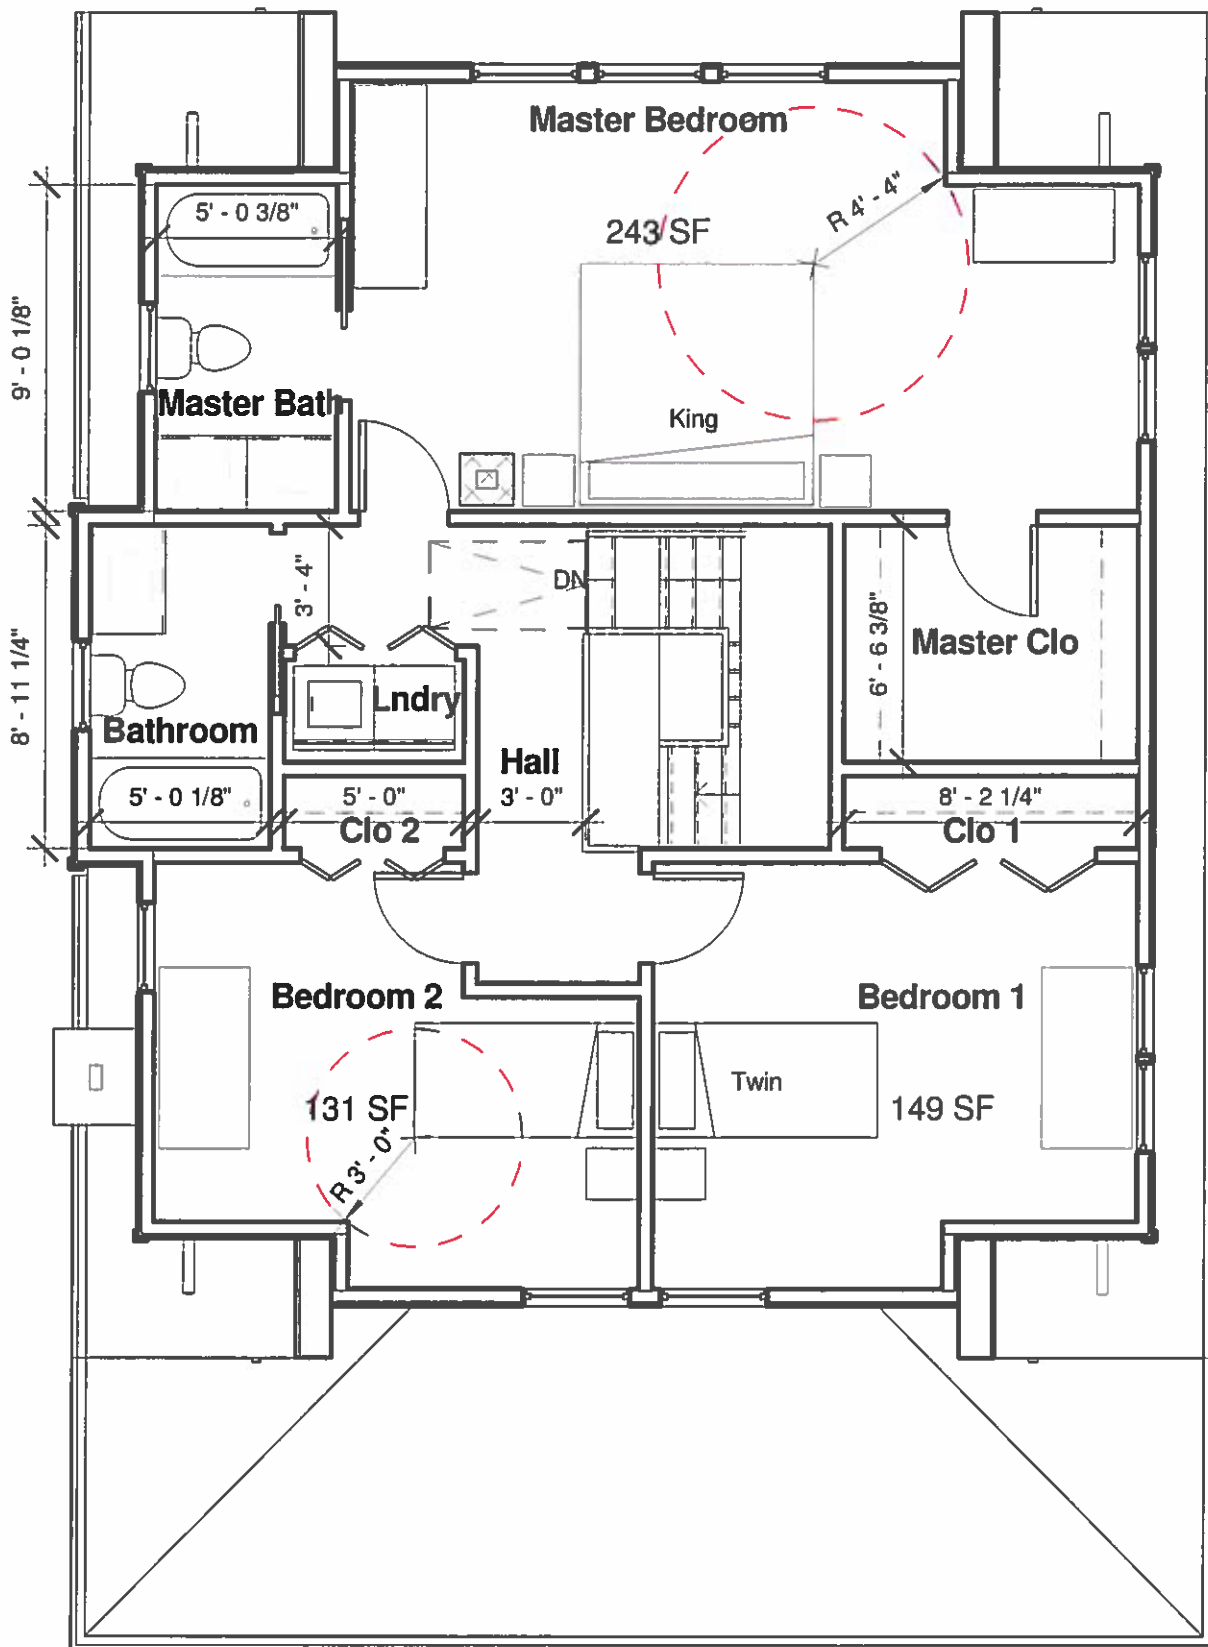 Master Bedroom
5' - 0 3/8"
R 4' - 4"
243 SF
9' - 0 1/8"
Master Bath
King
3' - 4"
DN
6' - 6 3/8"
Master Clo
8' - 11 1/4"
Lndry
Bathroom
Hall
5' - 0 1/8"
5' - 0"
3' - 0"
8' - 2 1/4"
Clo 2
Clo 1
Bedroom 2
Bedroom 1
Twin
131 SF
149 SF
R 3' - 0"